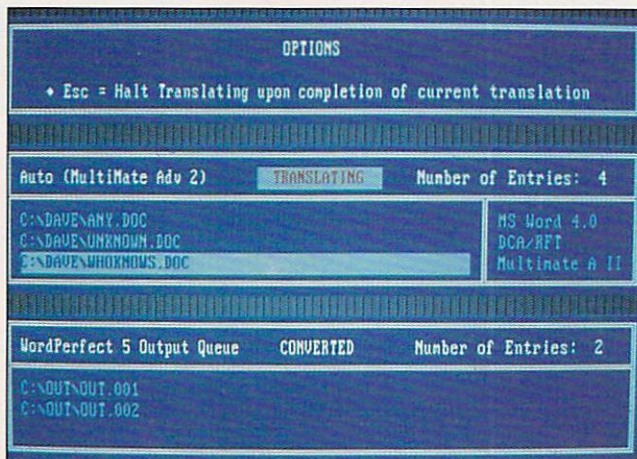 OPTIONS
♦ Esc = Halt Translating upon completion of current translation
Auto (MultiMate Adv 2) TRANSLATING Number of Entries: 4
C:\DAVE\ANY.DOC MS Word 4.0
C:\DAVE\UNKNOWN.DOC DCA/RFT
C:\DAVE\WHOKNOWS.DOC Multimate A II
WordPerfect 5 Output Queue CONVERTED Number of Entries: 2
C:\OUT\OUT.001
C:\OUT\OUT.002